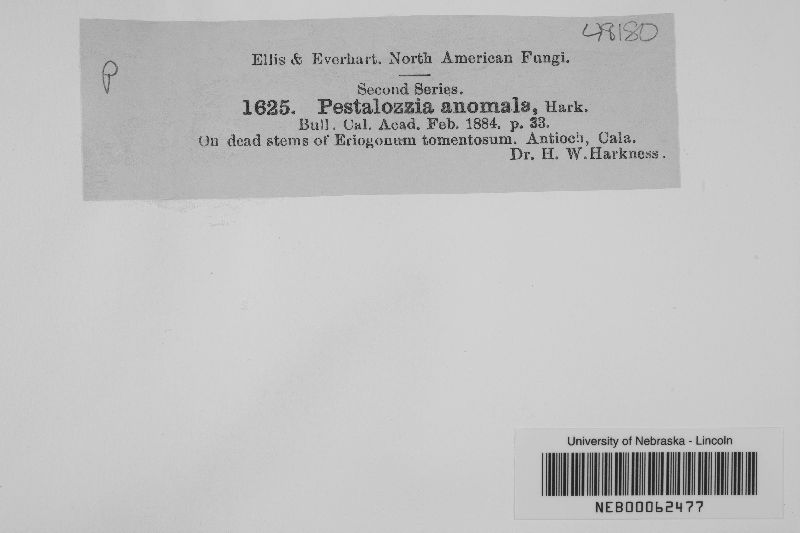 48180
P
Ellis & Everhart. North American Fungi.
Second Series.
1625. Pestalozzia anomala, Hark.
Bull. Cal. Acad. Feb. 1884. p. 33.
On dead stems of Eriogonum tomentosum. Antioch, Cala.
Dr. H. W. Harkness.
University of Nebraska - Lincoln
NEB00062477